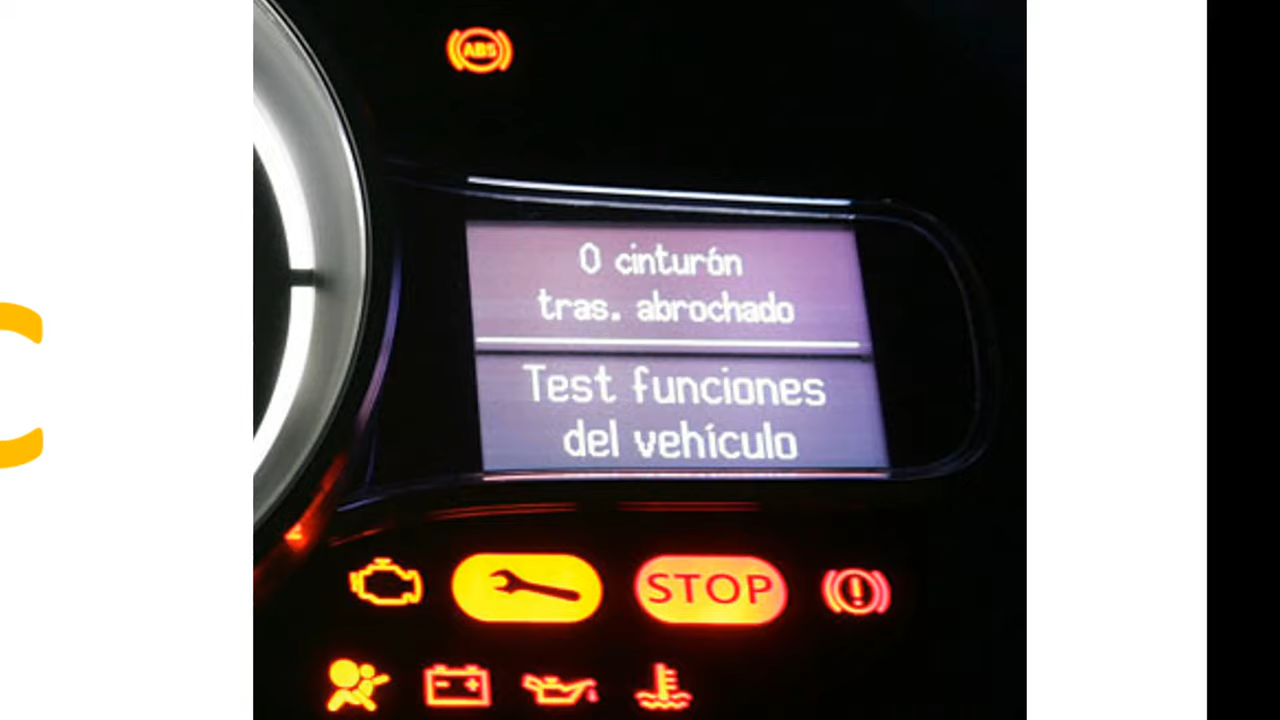 ABS
0 cinturón
tras. abrochado
Test funciones
del vehículo
STOP